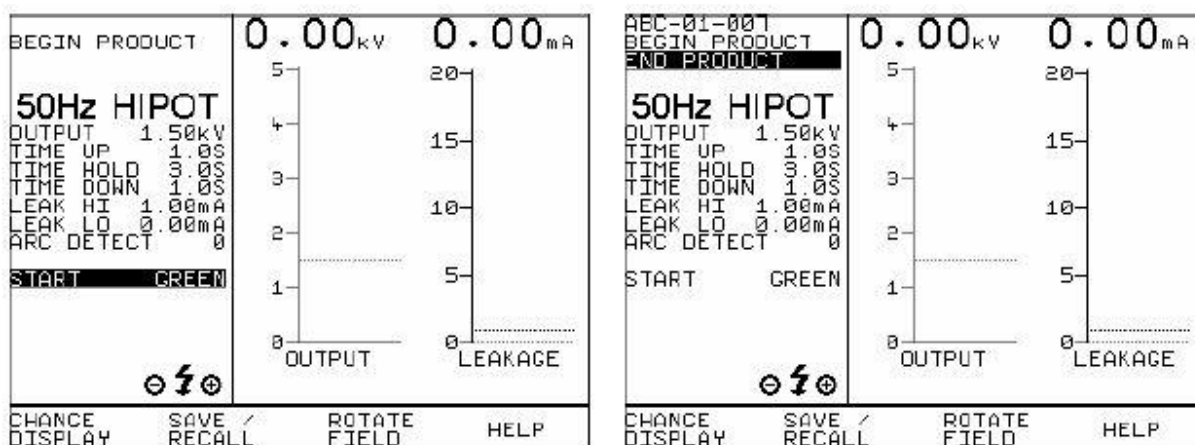 BEGIN PRODUCT
0.00kV 0.00mA
50Hz HIPOT
OUTPUT 1.50kV
TIME UP 1.0S
TIME HOLD 3.0S
TIME DOWN 1.0S
LEAK HI 1.00mA
LEAK LO 0.00mA
ARC DETECT 0
START GREEN
5
4
3
2
1
0
OUTPUT
20
15
10
5
0
LEAKAGE
CHANCE DISPLAY
SAVE / RECALL
ROTATE FIELD
HELP
ABC-01-007
BEGIN PRODUCT
END PRODUCT
0.00kV 0.00mA
50Hz HIPOT
OUTPUT 1.50kV
TIME UP 1.0S
TIME HOLD 3.0S
TIME DOWN 1.0S
LEAK HI 1.00mA
LEAK LO 0.00mA
ARC DETECT 0
START GREEN
5
4
3
2
1
0
OUTPUT
20
15
10
5
0
LEAKAGE
CHANCE DISPLAY
SAVE / RECALL
ROTATE FIELD
HELP